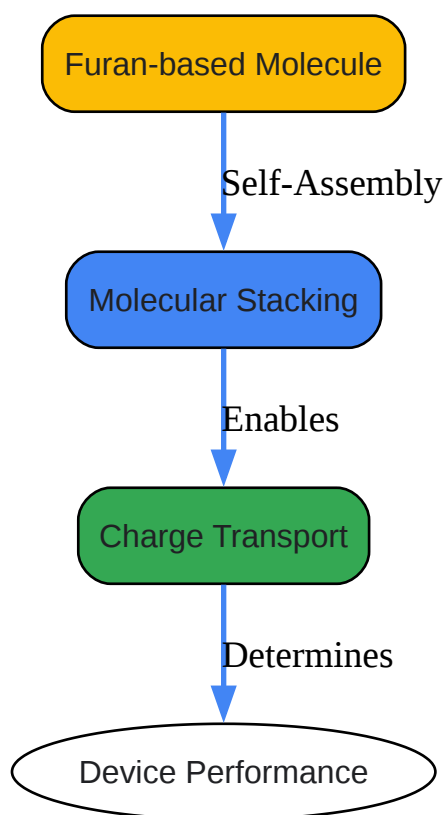 Furan-based Molecule
Self-Assembly
Molecular Stacking
Enables
Charge Transport
Determines
Device Performance